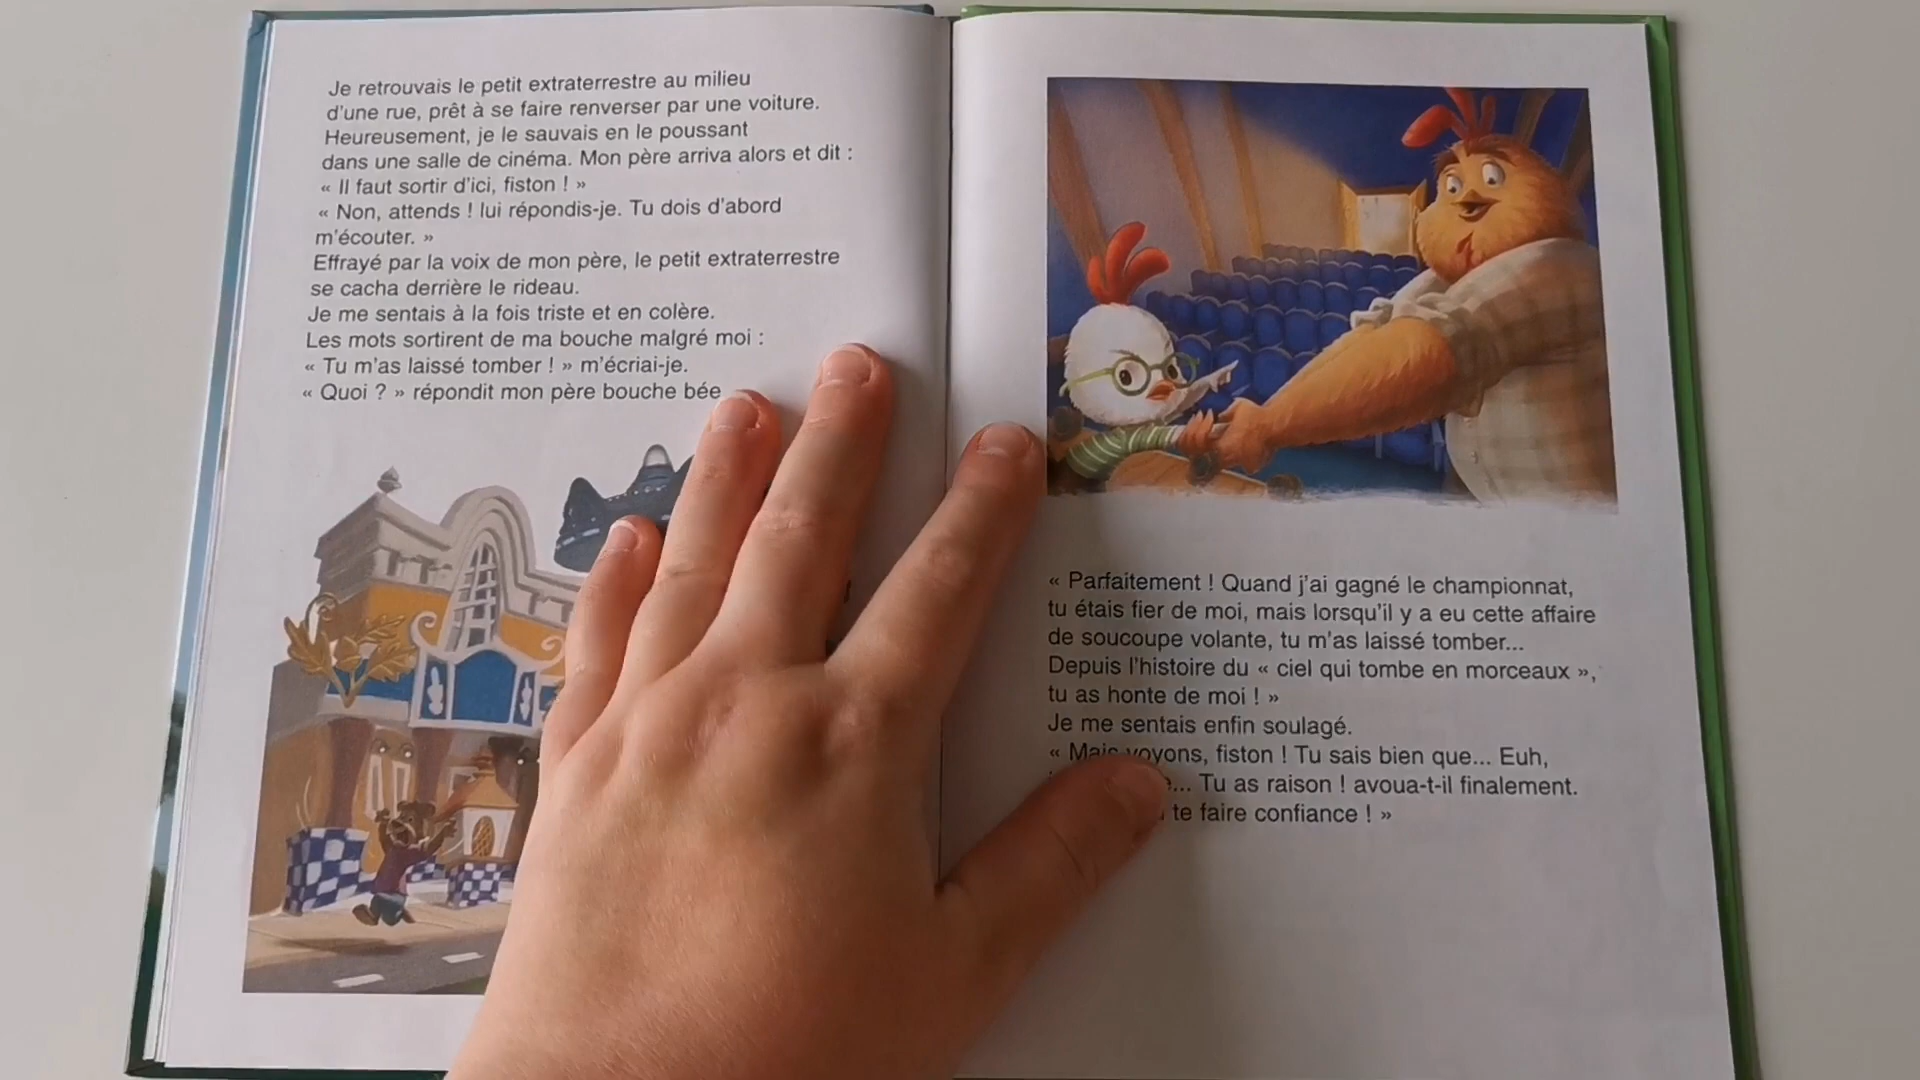 Je retrouvais le petit extraterrestre au milieu
d'une rue, prêt à se faire renverser par une voiture.
Heureusement, je le sauvais en le poussant
dans une salle de cinéma. Mon père arriva alors et dit :
« Il faut sortir d'ici, fiston ! »
« Non, attends ! lui répondis-je. Tu dois d'abord
m'écouter. »
Effrayé par la voix de mon père, le petit extraterrestre
se cacha derrière le rideau.
Je me sentais à la fois triste et en colère.
Les mots sortirent de ma bouche malgré moi :
« Tu m'as laissé tomber ! » m'écriai-je.
« Quoi ? » répondit mon père bouche bée
« Parfaitement ! Quand j'ai gagné le championnat,
tu étais fier de moi, mais lorsqu'il y a eu cette affaire
de soucoupe volante, tu m'as laissé tomber...
Depuis l'histoire du « ciel qui tombe en morceaux »,
tu as honte de moi ! »
Je me sentais enfin soulagé.
« Mais voyons, fiston ! Tu sais bien que... Euh,
... Tu as raison ! avoua-t-il finalement.
te faire confiance ! »